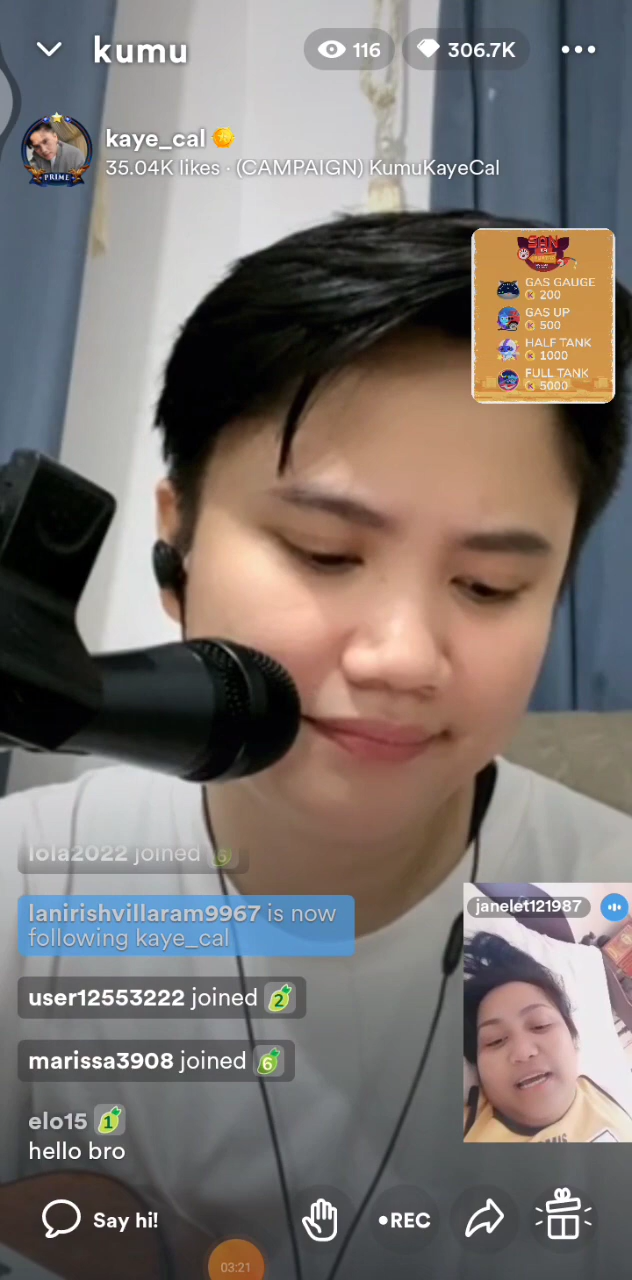 kumu
116
306.7K
kaye_cal
35.04K likes · (CAMPAIGN) KumuKayeCal
PRIME
SAN
GAS GAUGE
200
GAS UP
500
HALF TANK
1000
FULL TANK
5000
lola2022 joined
lanirishvillaram9967 is now
following kaye_cal
janelet121987
user12553222 joined 2
marissa3908 joined 6
elo15 1
hello bro
Say hi!
•REC
03:21